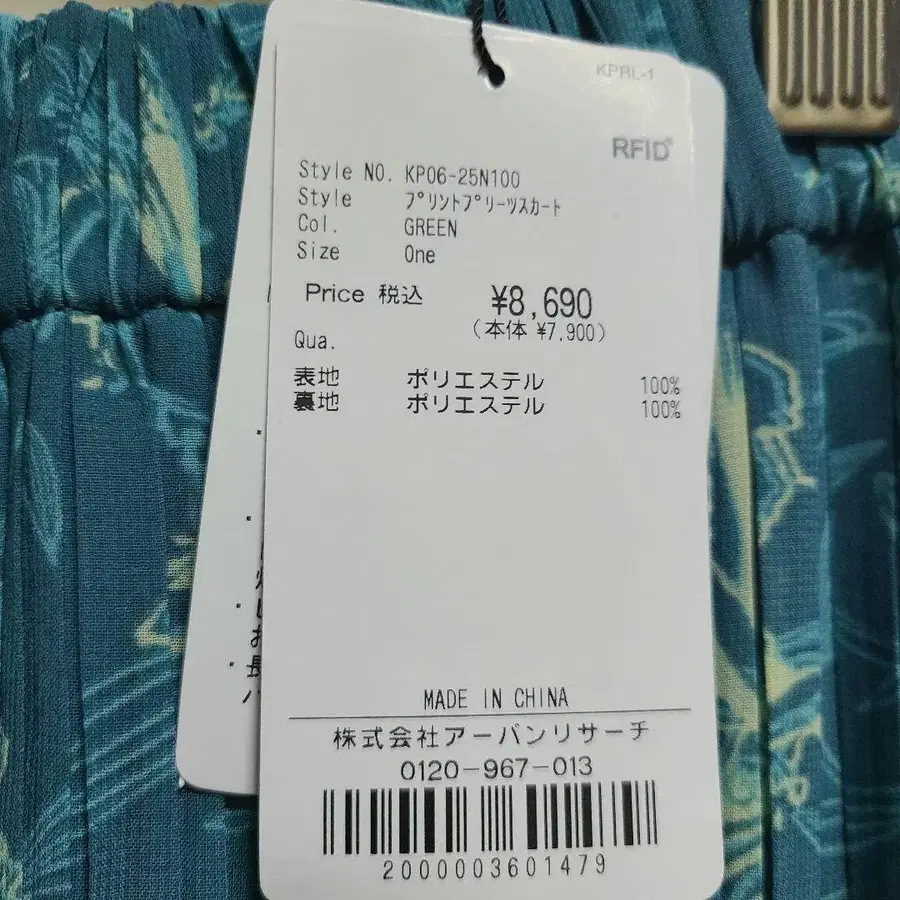 KPRL-1
RFID
Style NO. KP06-25N100
Style ﾌﾟﾘﾝﾄﾌﾟﾘｰﾂｽｶｰﾄ
Col. GREEN
Size One
Price 税込 ¥8,690
(本体 ¥7,900)
Qua.
表地 ポリエステル 100%
裏地 ポリエステル 100%
MADE IN CHINA
株式会社アーバンリサーチ
0120-967-013
2000003601479